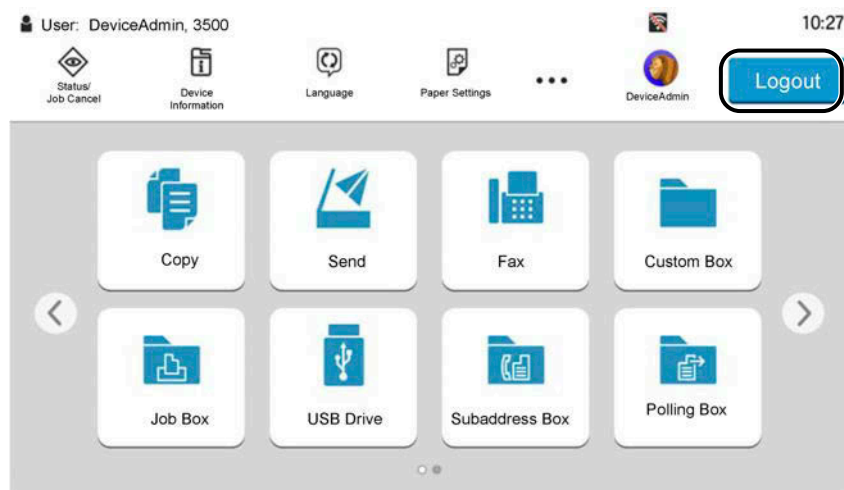 User: DeviceAdmin, 3500
10:27
Status/
Job Cancel
Device
Information
Language
Paper Settings
DeviceAdmin
Logout
Copy
Send
Fax
Custom Box
Job Box
USB Drive
Subaddress Box
Polling Box